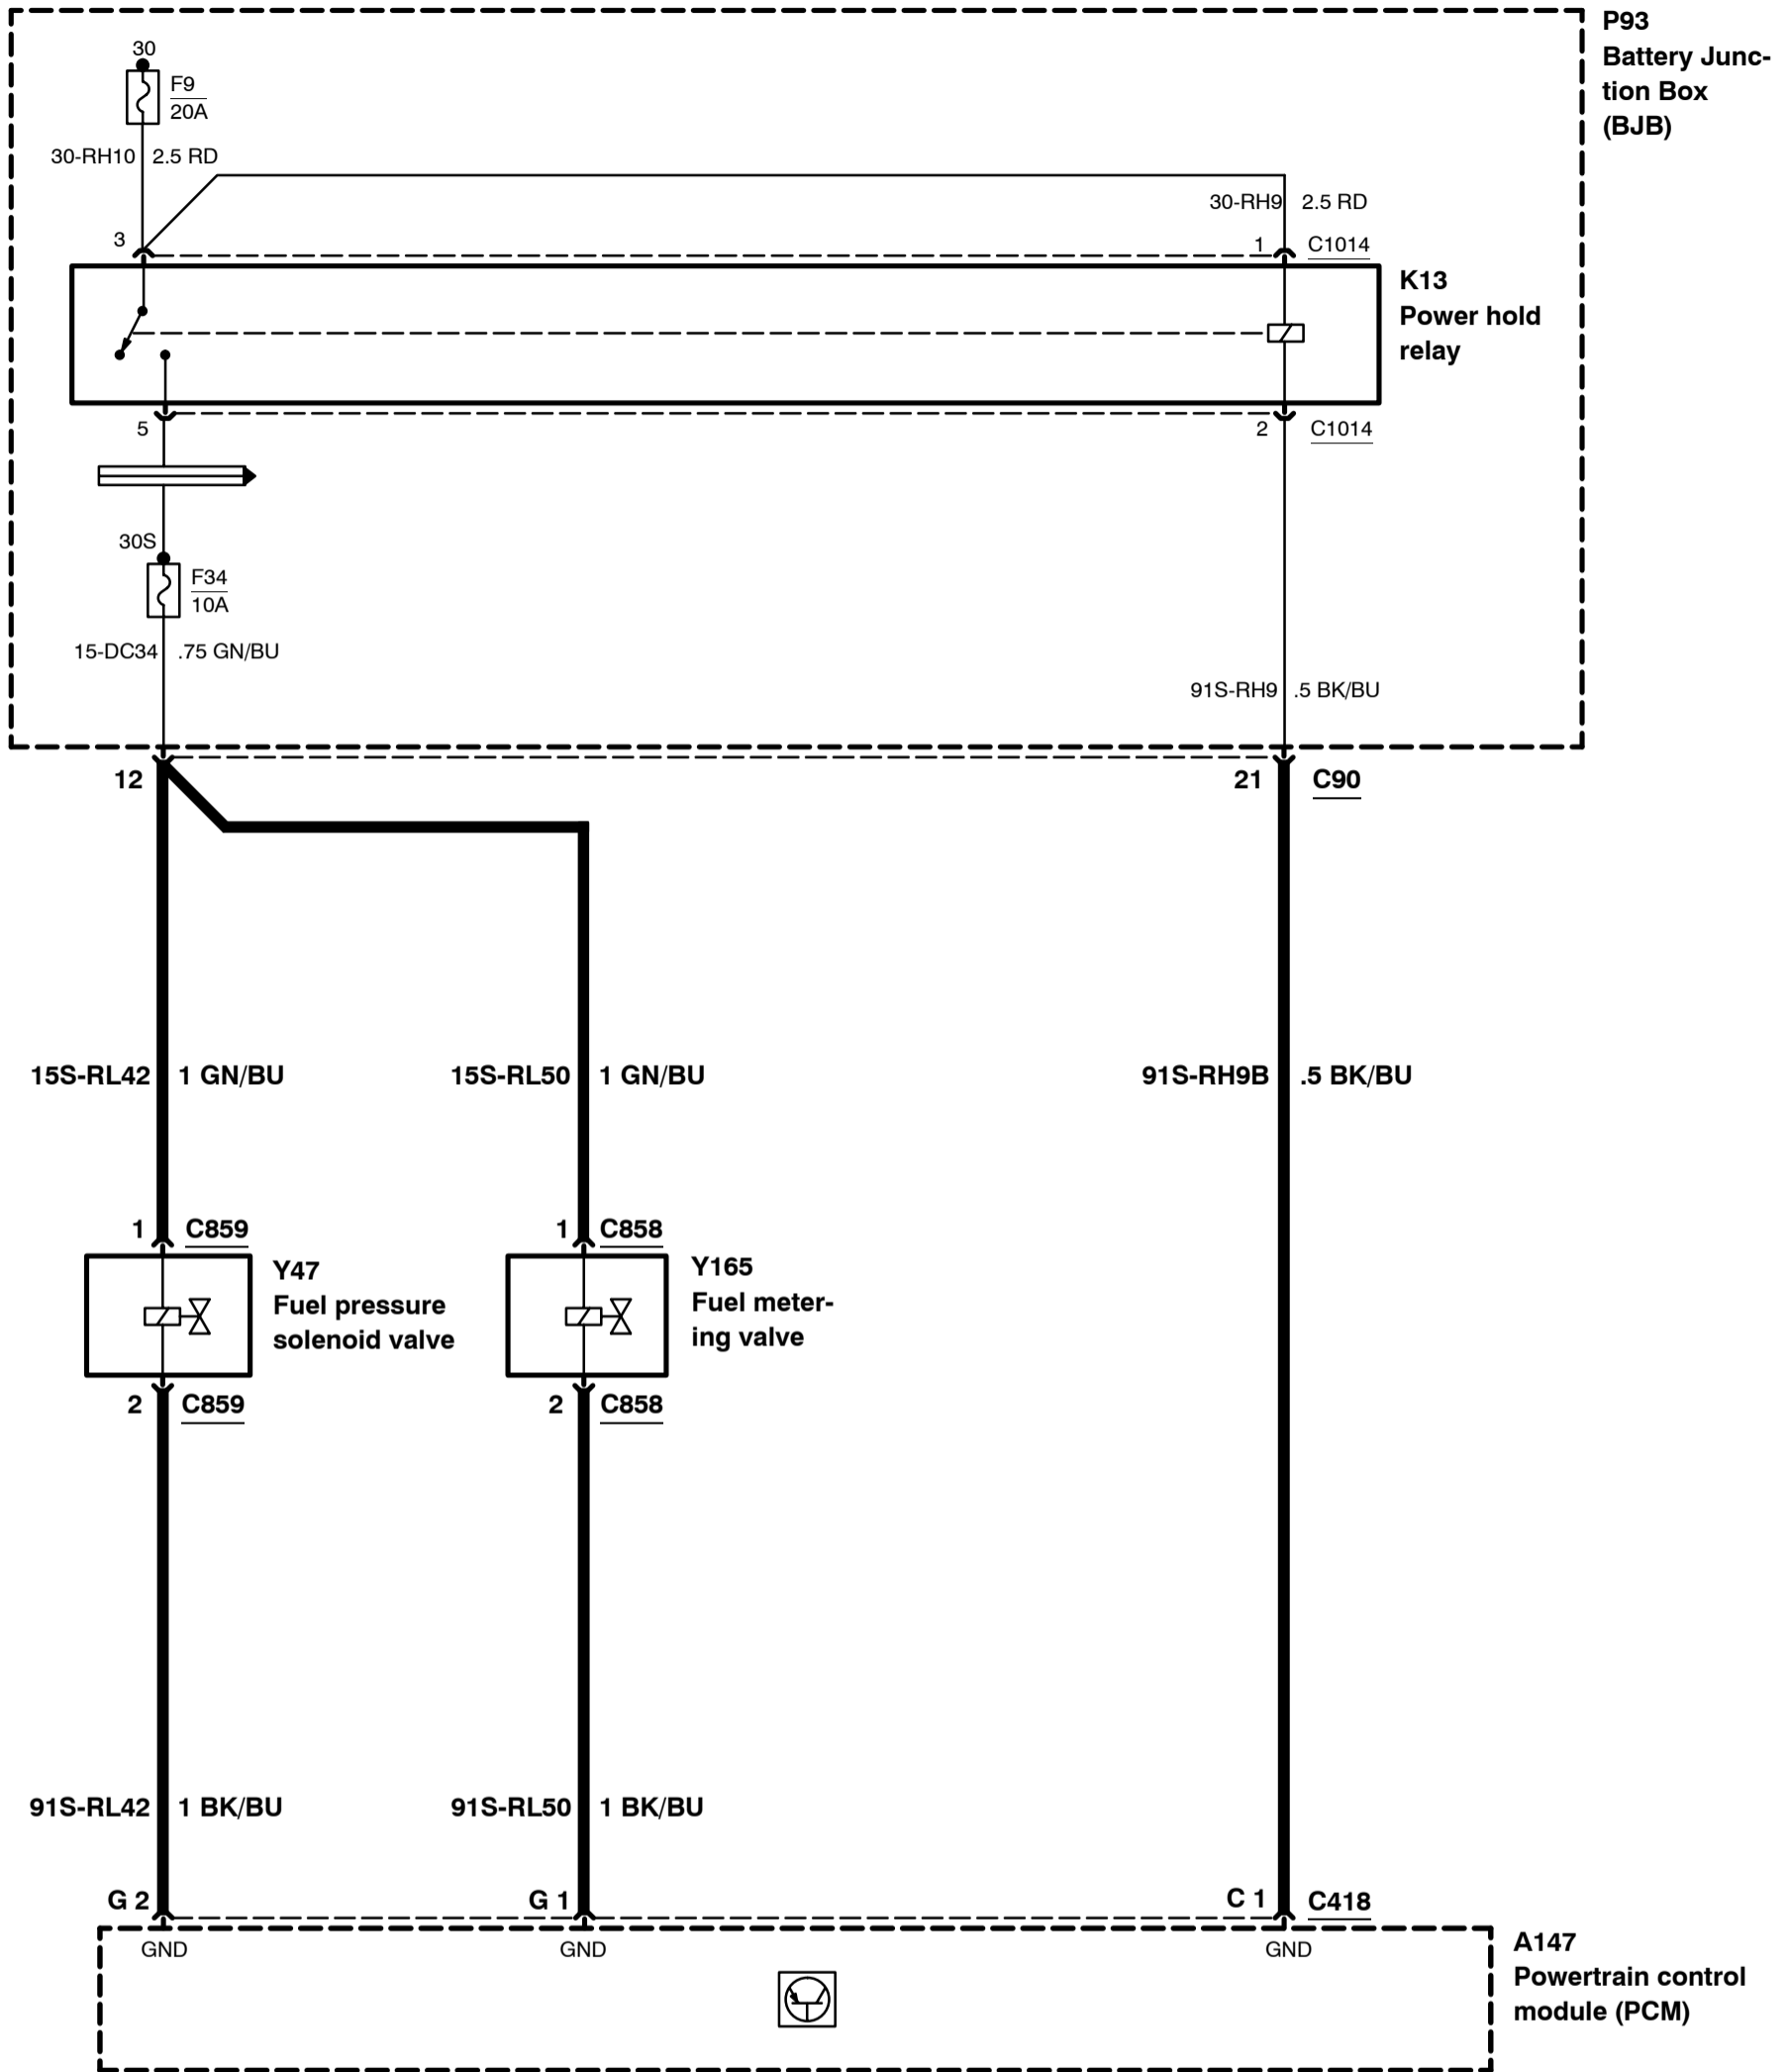 P93
Battery Junc-
tion Box
(BJB)
30
F9
20A
30-RH10 2.5 RD
30-RH9 2.5 RD
3
1 C1014
K13
Power hold
relay
5
2 C1014
30S
F34
10A
15-DC34 .75 GN/BU
91S-RH9 .5 BK/BU
12
21 C90
15S-RL42 1 GN/BU
15S-RL50 1 GN/BU
91S-RH9B .5 BK/BU
1 C859
1 C858
Y47
Fuel pressure
solenoid valve
Y165
Fuel meter-
ing valve
2 C859
2 C858
91S-RL42 1 BK/BU
91S-RL50 1 BK/BU
G 2
G 1
C 1 C418
GND
GND
GND
A147
Powertrain control
module (PCM)